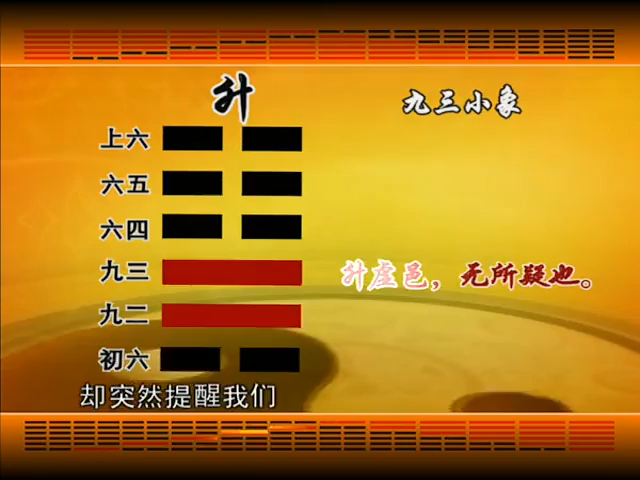 升
九三小象
上六
六五
六四
九三
升虚邑，无所疑也。
九二
初六
却突然提醒我们